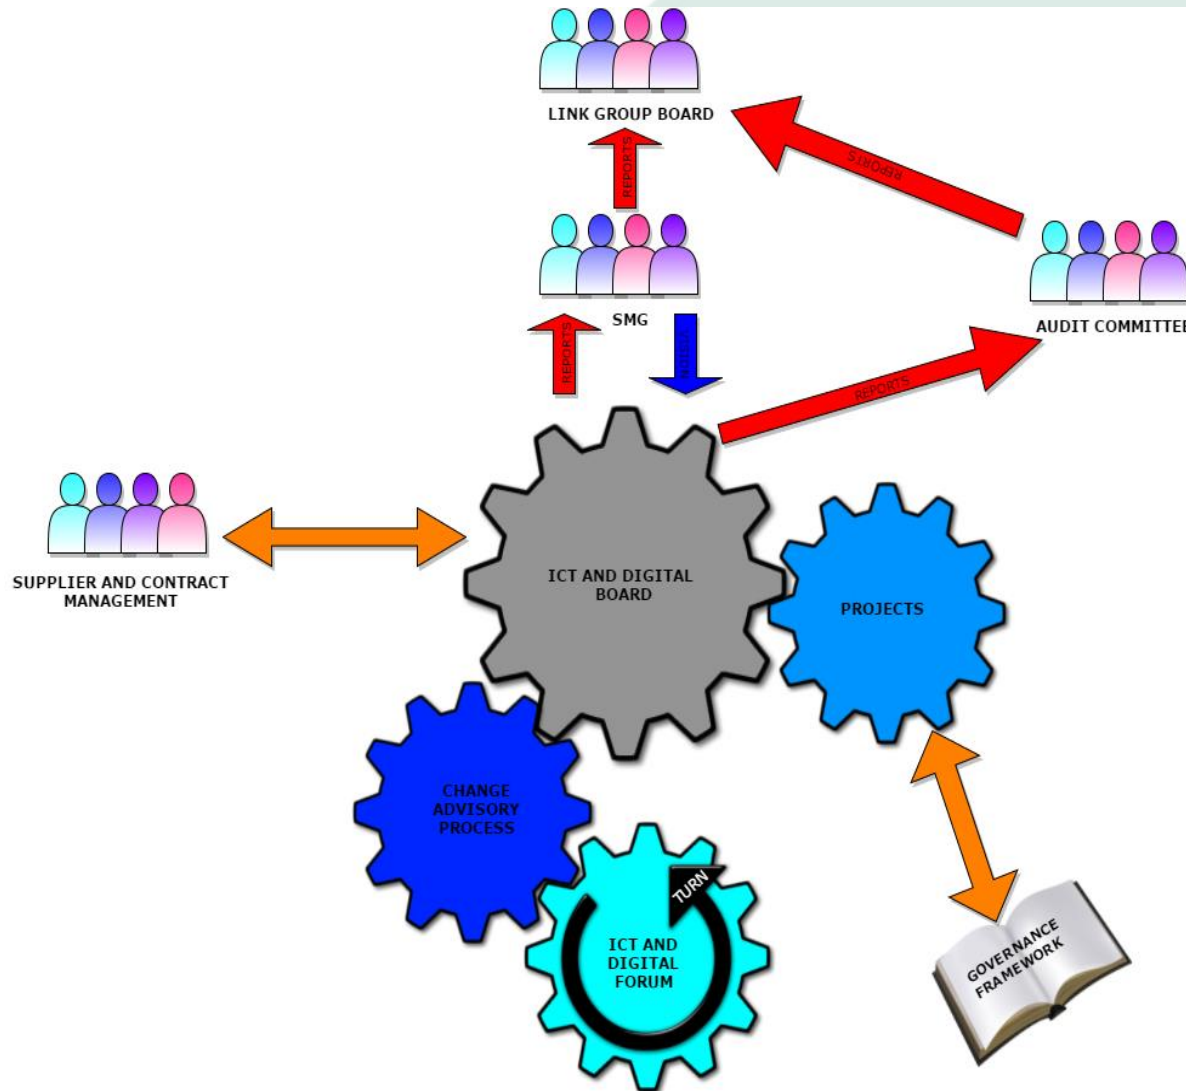 LINK GROUP BOARD
REPORTS
REPORTS
SMG
AUDIT COMMITTEE
REPORTS
REPORTS
SUPPLIER AND CONTRACT
MANAGEMENT
ICT AND DIGITAL
BOARD
PROJECTS
CHANGE
ADVISORY
PROCESS
TURN
ICT AND
DIGITAL
FORUM
GOVERNANCE
FRAMEWORK